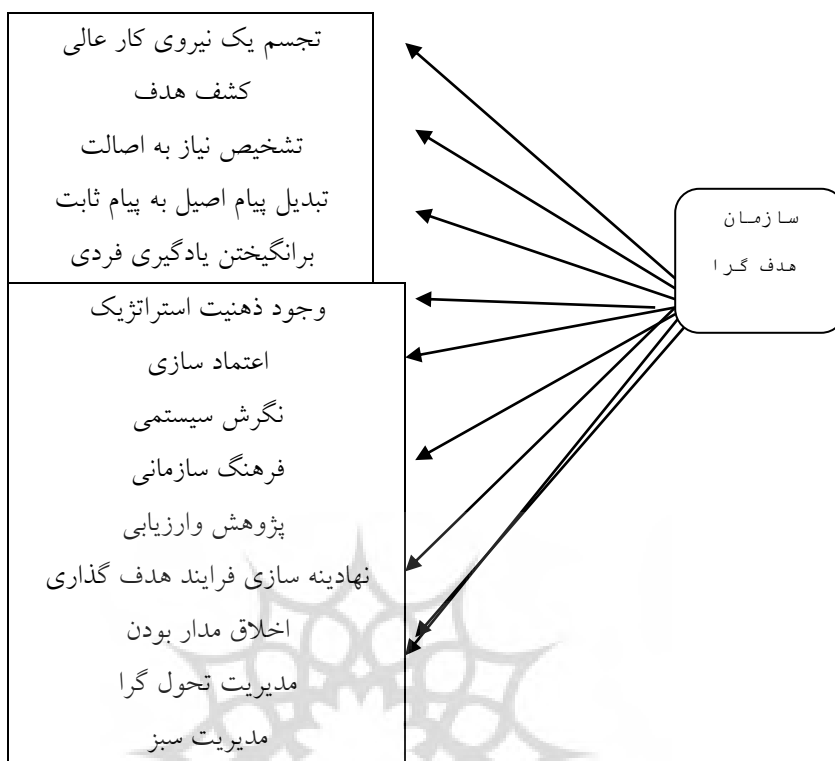 تجسم یک نیروی کار عالی
کشف هدف
تشخیص نیاز به اصالت
تبدیل پیام اصیل به پیام ثابت
برانگیختن یادگیری فردی
وجود ذهنیت استراتژیک
اعتماد سازی
نگرش سیستمی
فرهنگ سازمانی
پژوهش وارزیابی
نهادینه سازی فرایند هدف گذاری
اخلاق مدار بودن
مدیریت تحول گرا
مدیریت سبز
سازمان
هدف گرا